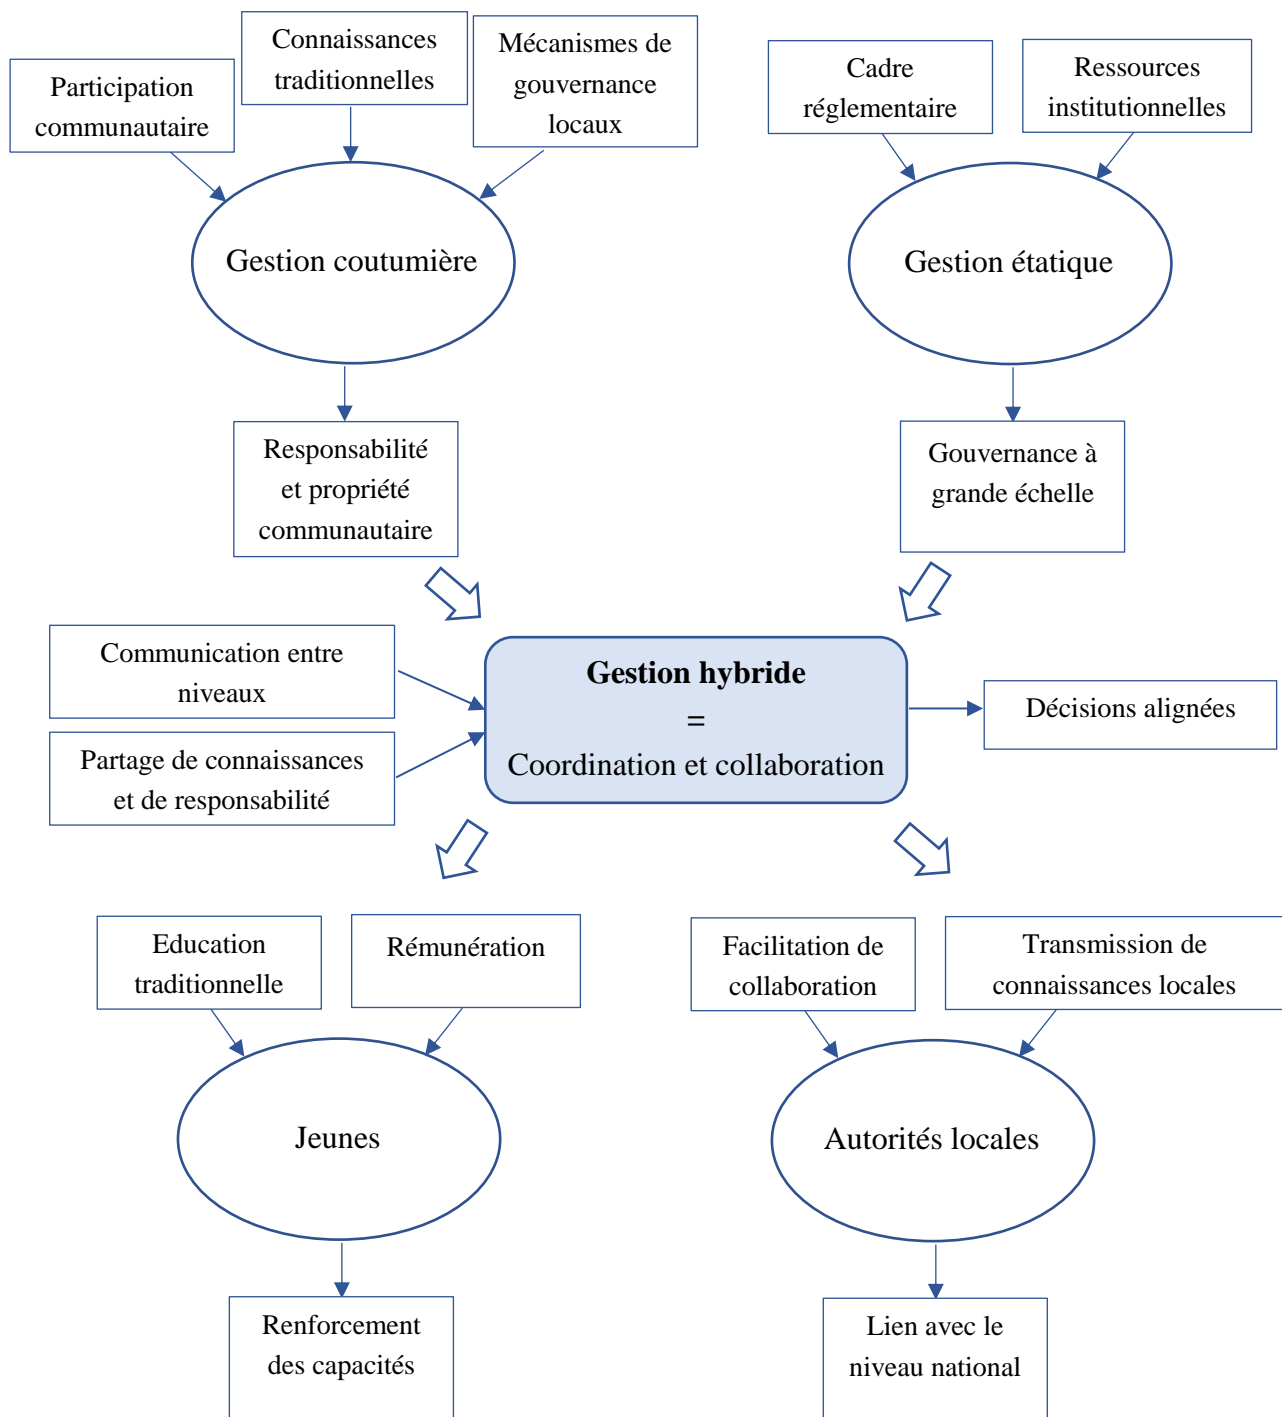 Participation
communautaire
Connaissances
traditionnelles
Mécanismes de
gouvernance
locaux
Cadre
réglementaire
Ressources
institutionnelles
Gestion coutumière
Gestion étatique
Responsabilité
et propriété
communautaire
Gouvernance à
grande échelle
Communication entre
niveaux
Partage de connaissances
et de responsabilité
Gestion hybride
=
Coordination et collaboration
Décisions alignées
Education
traditionnelle
Rémunération
Facilitation de
collaboration
Transmission de
connaissances locales
Jeunes
Autorités locales
Renforcement
des capacités
Lien avec le
niveau national